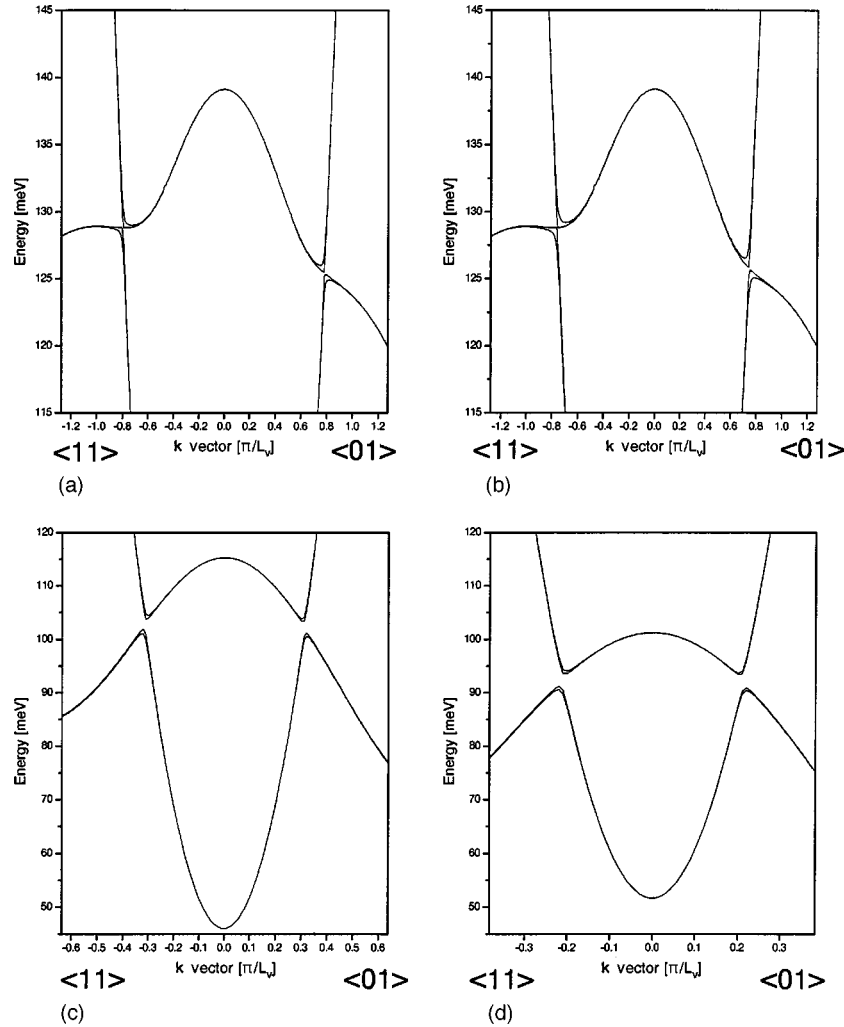 145
140
135
130
125
120
115
Energy [meV]
-1.2 -1.0 -0.8 -0.6 -0.4 -0.2 0.0 0.2 0.4 0.6 0.8 1.0 1.2
k vector [π/Lv]
<11>
<01>
(a)
145
140
135
130
125
120
115
Energy [meV]
-1.2 -1.0 -0.8 -0.6 -0.4 -0.2 0.0 0.2 0.4 0.6 0.8 1.0 1.2
k vector [π/Lv]
<11>
<01>
(b)
120
110
100
90
80
70
60
50
Energy [meV]
-0.6 -0.5 -0.4 -0.3 -0.2 -0.1 0.0 0.1 0.2 0.3 0.4 0.5 0.6
k vector [π/Lv]
<11>
<01>
(c)
120
110
100
90
80
70
60
50
Energy [meV]
-0.3 -0.2 -0.1 0.0 0.1 0.2 0.3
k vector [π/Lv]
<11>
<01>
(d)